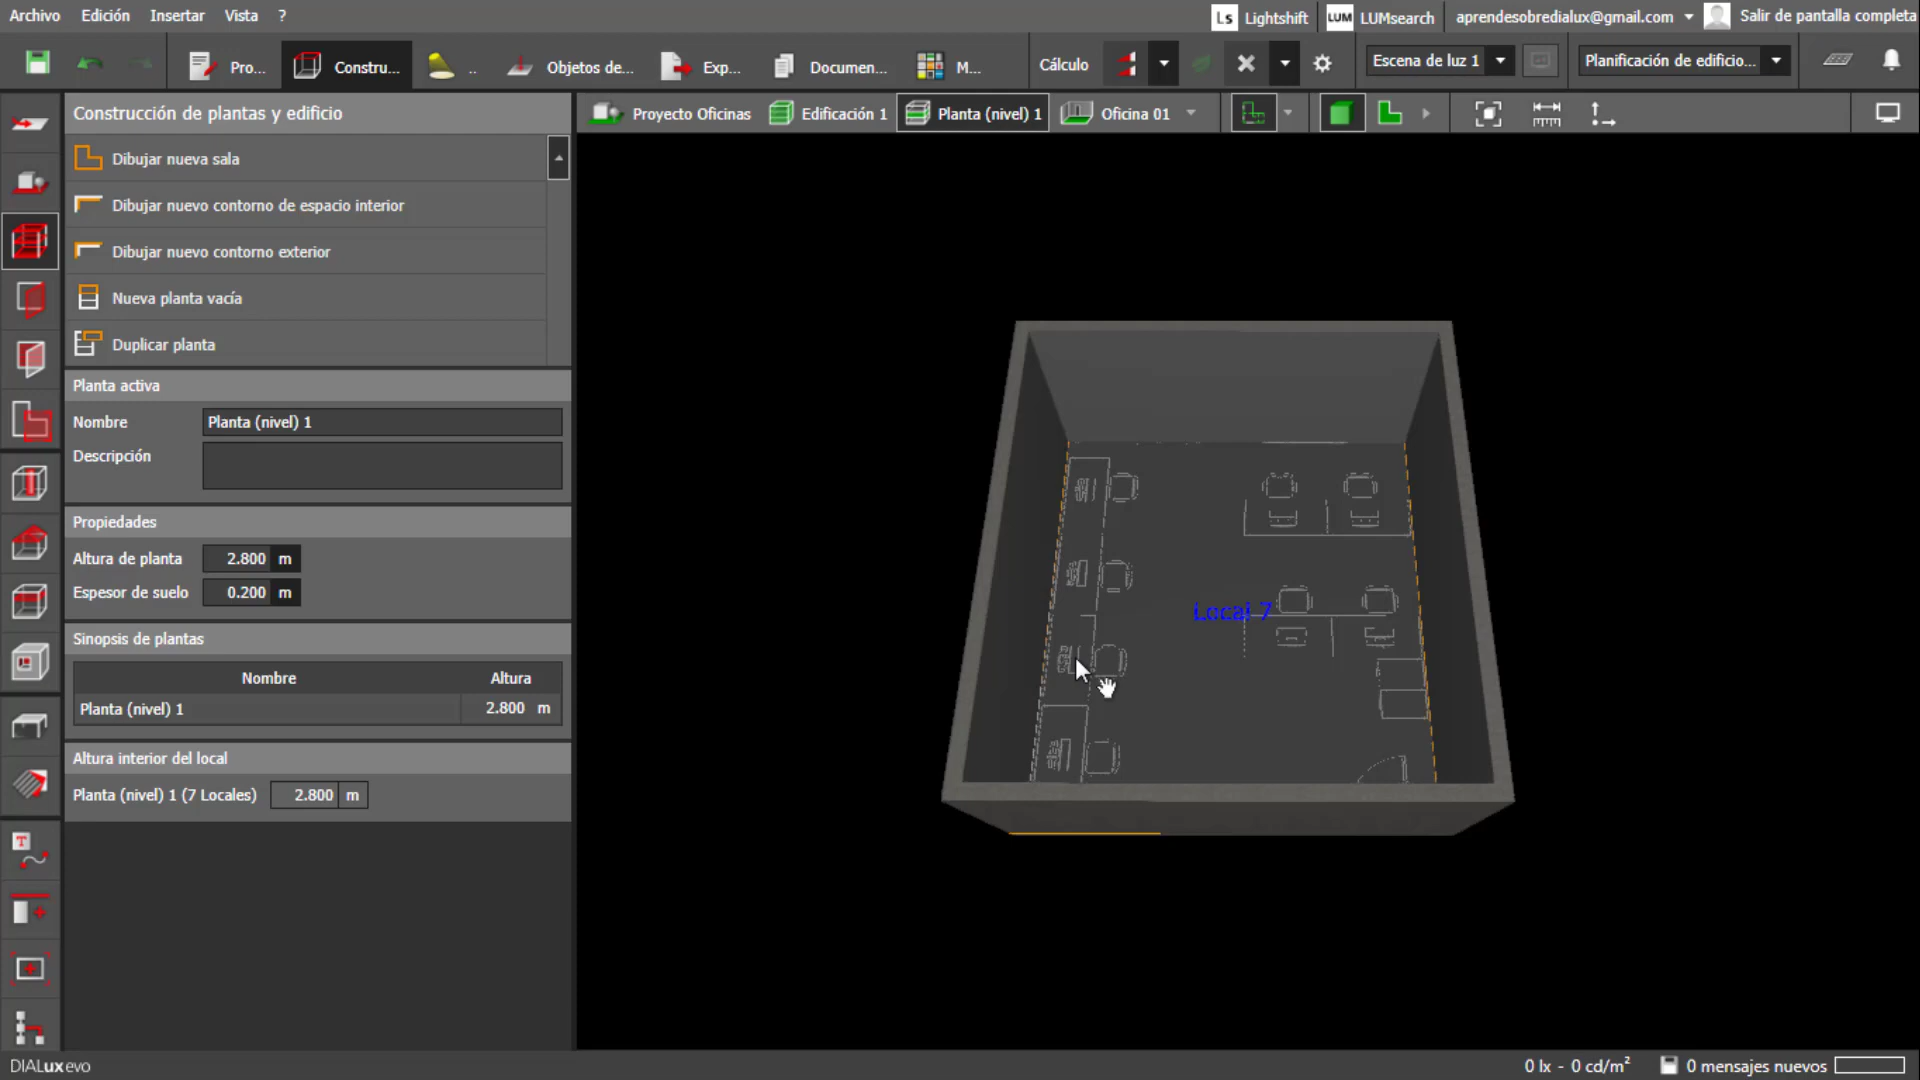 Archivo Edición Insertar Vista ?
Ls Lightshift LUM LUMsearch aprendesobredialux@gmail.com Salir de pantalla completa
Pro... Constru... .. Objetos de... Exp... Documen... M... Cálculo Escena de luz 1 Planificación de edificio...
Construcción de plantas y edificio
Proyecto Oficinas Edificación 1 Planta (nivel) 1 Oficina 01
Dibujar nueva sala
Dibujar nuevo contorno de espacio interior
Dibujar nuevo contorno exterior
Nueva planta vacía
Duplicar planta
Planta activa
Nombre Planta (nivel) 1
Descripción
Propiedades
Altura de planta 2.800 m
Espesor de suelo 0.200 m
Sinopsis de plantas
Nombre Altura
Planta (nivel) 1 2.800 m
Altura interior del local
Planta (nivel) 1 (7 Locales) 2.800 m
Local 7
DIALux evo
0 lx - 0 cd/m² 0 mensajes nuevos